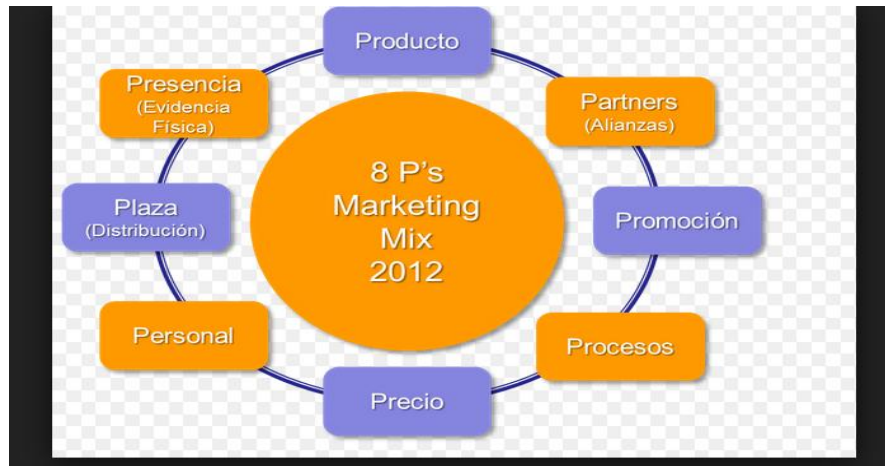 Producto
Presencia
(Evidencia
Física)
Partners
(Alianzas)
8 P's
Marketing
Mix
2012
Plaza
(Distribución)
Promoción
Personal
Procesos
Precio